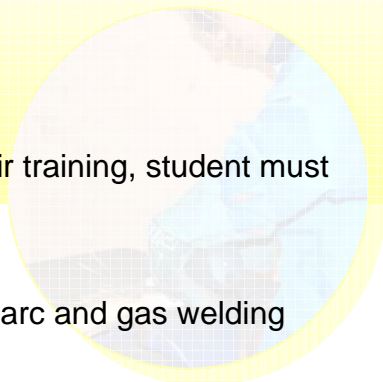 ir training, student must
arc and gas welding